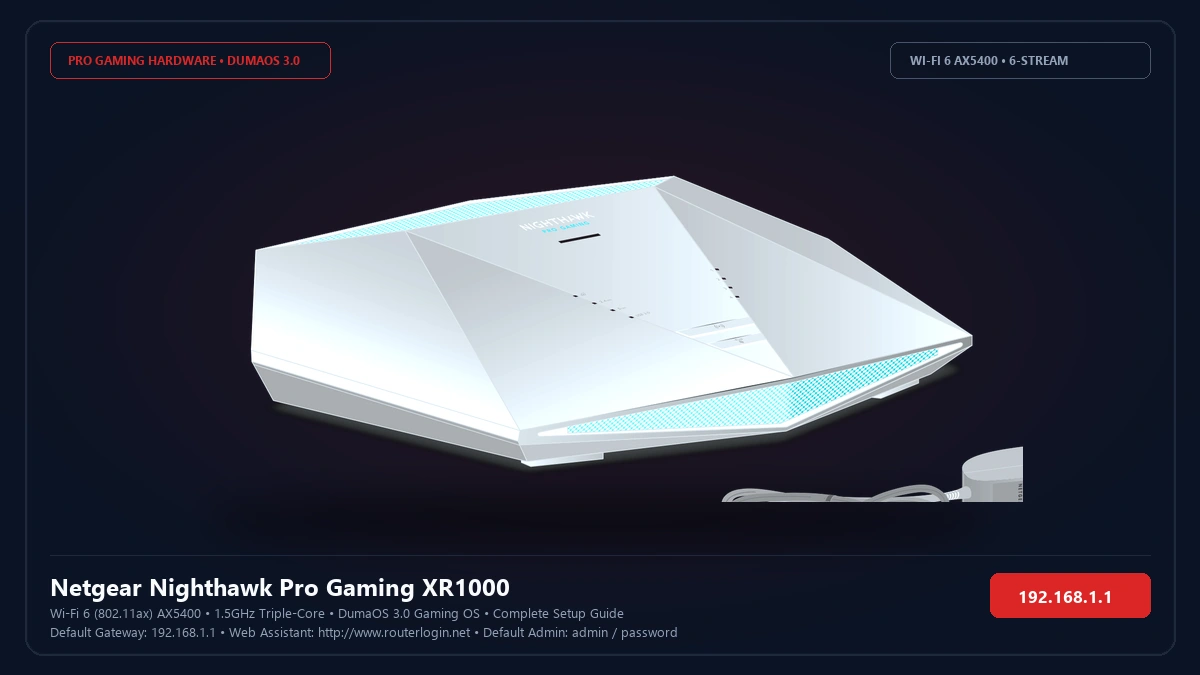 PRO GAMING HARDWARE • DUMAOS 3.0
WI-FI 6 AX5400 • 6-STREAM
NIGHTHAWK
PRO GAMING
Netgear Nighthawk Pro Gaming XR1000
Wi-Fi 6 (802.11ax) AX5400 • 1.5GHz Triple-Core • DumaOS 3.0 Gaming OS • Complete Setup Guide
Default Gateway: 192.168.1.1 • Web Assistant: http://www.routerlogin.net • Default Admin: admin / password
192.168.1.1